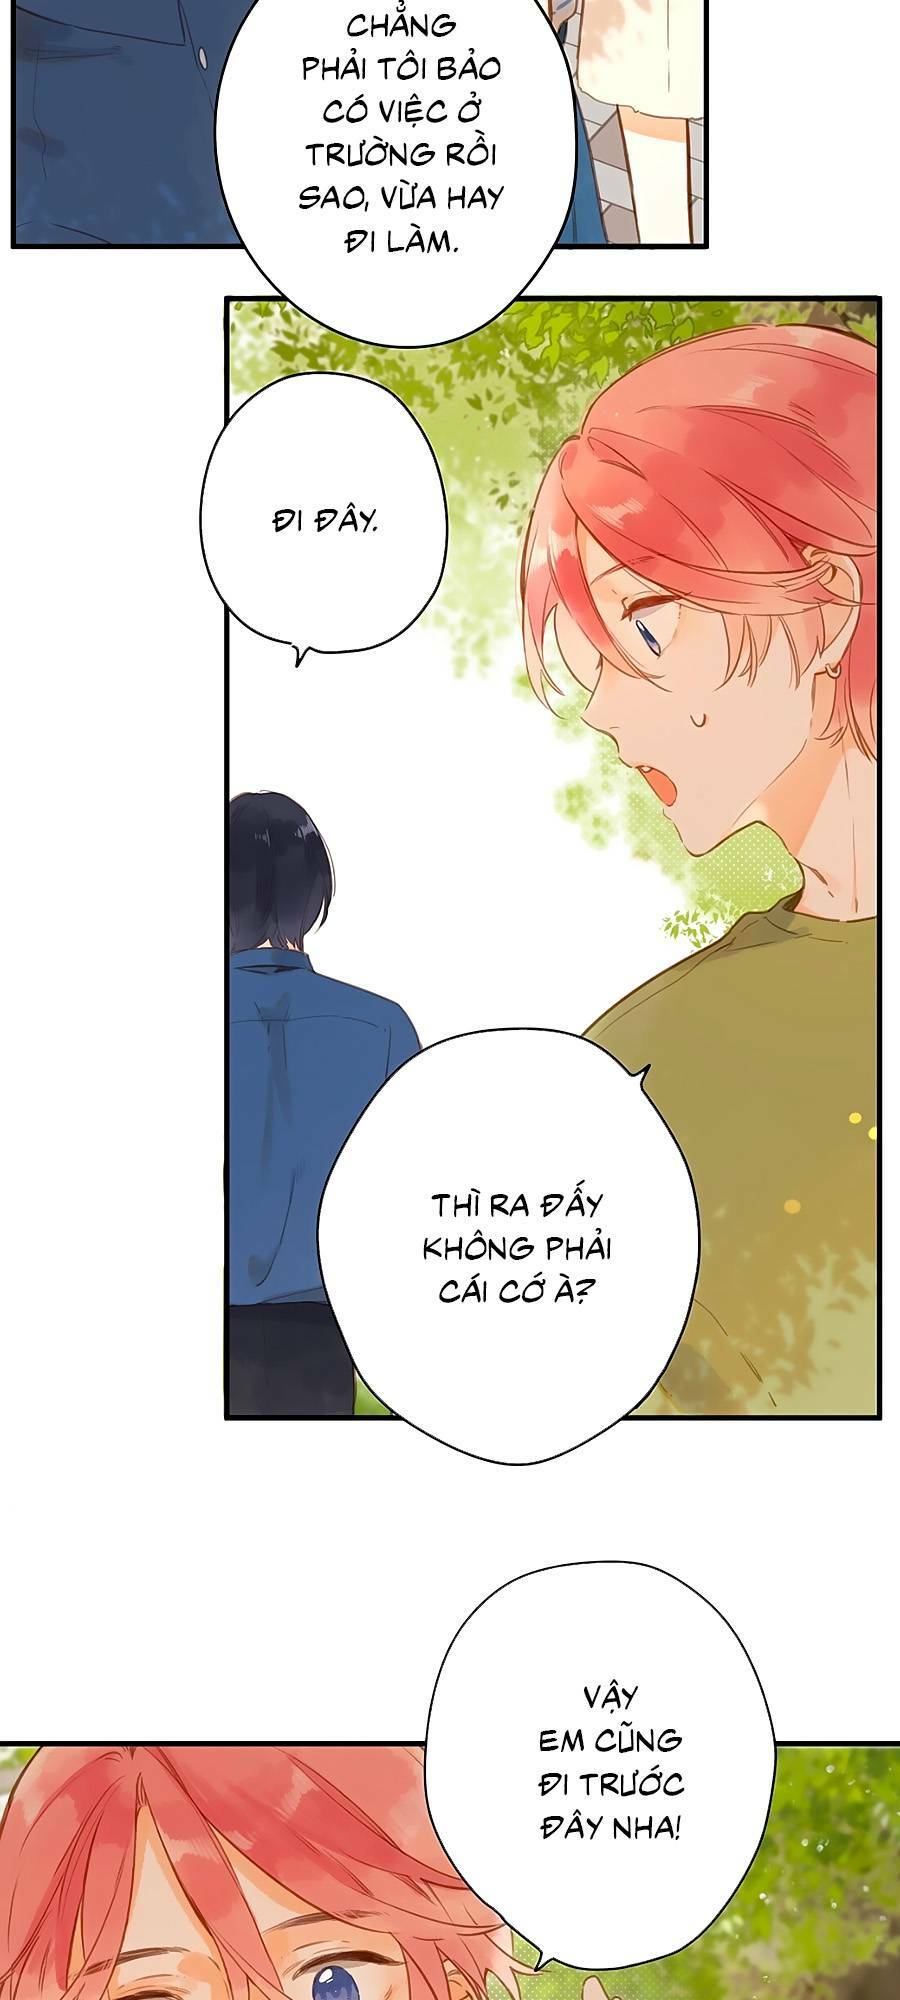 CHẲNG
PHẢI TÔI BẢO
CÓ VIỆC Ở
TRƯỜNG RỒI
SAO, VỪA HAY
ĐI LÀM.
ĐI ĐÂY.
THÌ RA ĐẤY
KHÔNG PHẢI
CÁI CỚ À?
VẬY
EM CŨNG
ĐI TRƯỚC
ĐÂY NHA!